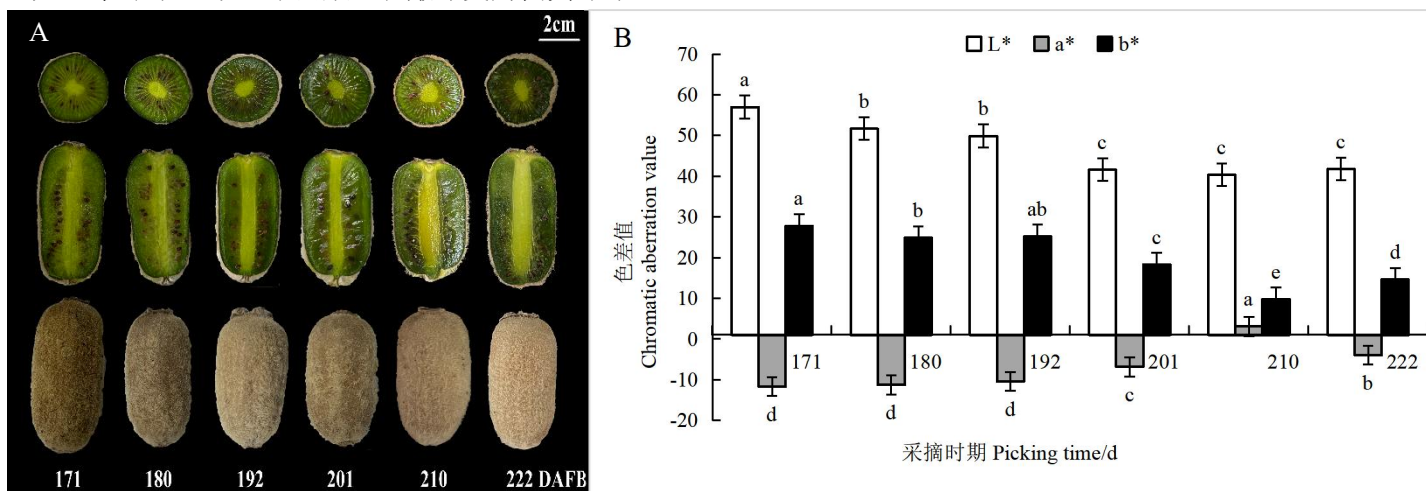 A
2cm
171 180 192 201 210 222 DAFB
B
L* a* b*
70
60
50
40
30
20
10
0
-10
-20
色差值
Chromatic aberration value
a b b c c c
a b ab c e d
a
d d d c b
171 180 192 201 210 222
采摘时期 Picking time/d